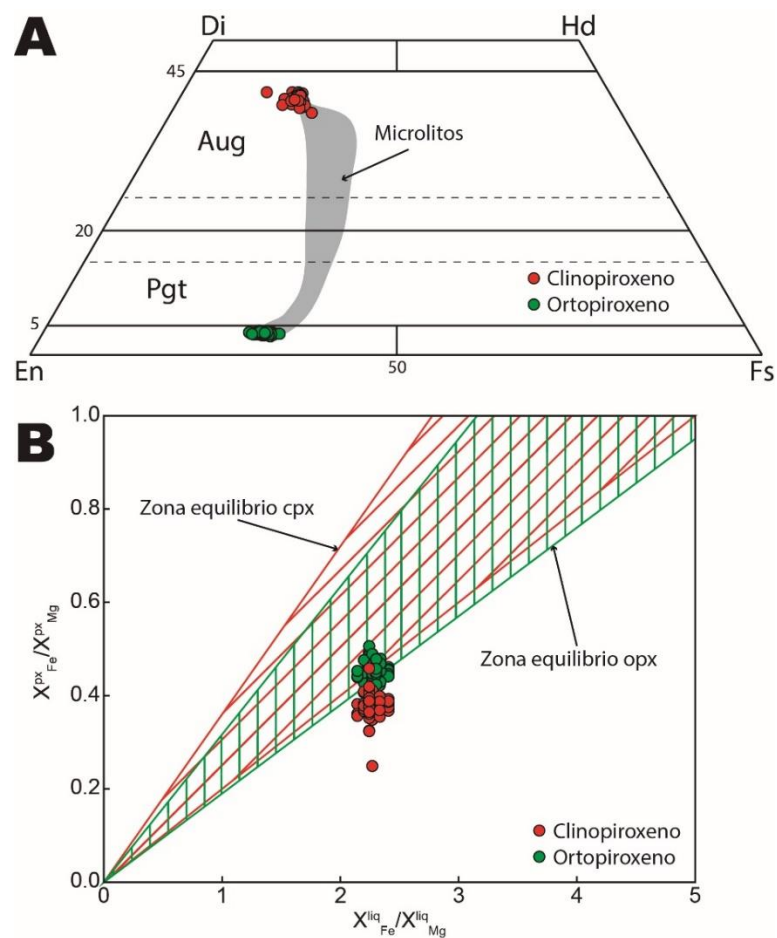 A
Di
Hd
45
Aug
Microlitos
20
Pgt
Clinopiroxeno
Ortopiroxeno
5
En
50
Fs
B
1.0
0.8
0.6
0.4
0.2
0.0
X^px_Fe/X^px_Mg
Zona equilibrio cpx
Zona equilibrio opx
Clinopiroxeno
Ortopiroxeno
0
1
2
3
4
5
X^liq_Fe/X^liq_Mg